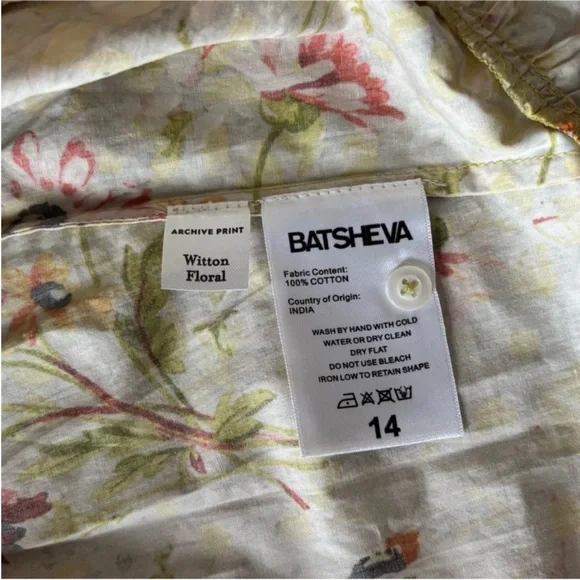 ARCHIVE PRINT
Witton
Floral
BATSHEVA
Fabric Content:
100% COTTON
Country of Origin:
INDIA
WASH BY HAND WITH COLD
WATER OR DRY CLEAN
DRY FLAT
DO NOT USE BLEACH
IRON LOW TO RETAIN SHAPE
14